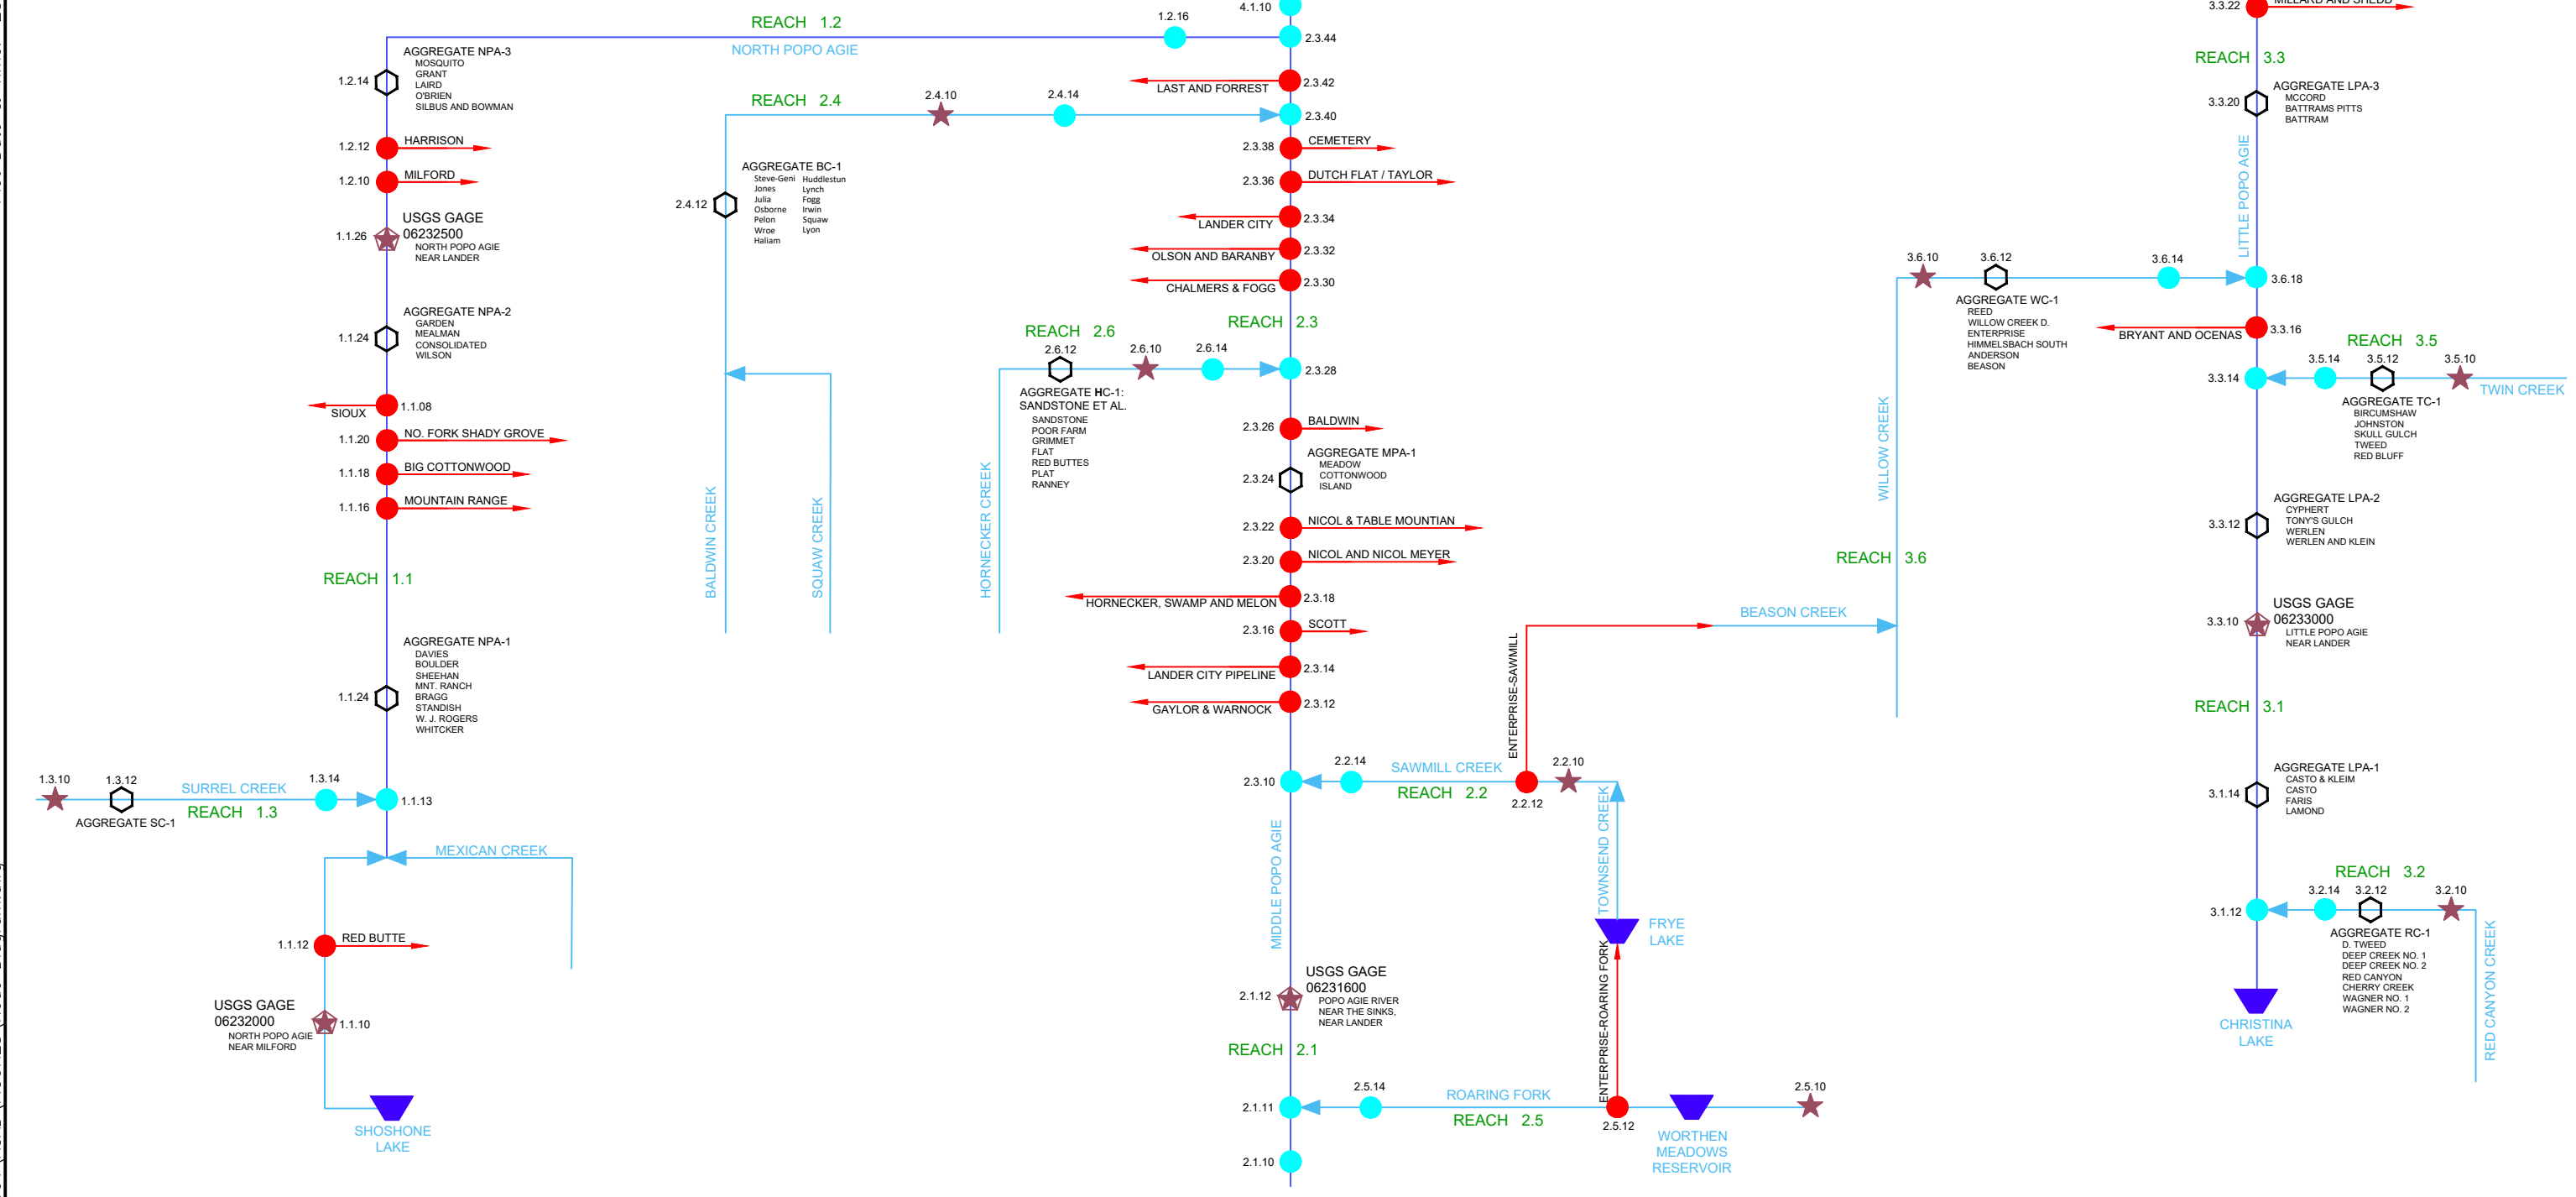 REACH 1.2
NORTH POPO AGIE
1.2.16
4.1.10
2.3.44
AGGREGATE NPA-3
MOSQUITO
GRANT
LAIRD
O'BRIEN
SILBUS AND BOWMAN
1.2.14
1.2.12
HARRISON
1.2.10
MILFORD
USGS GAGE
06232500
NORTH POPO AGIE
NEAR LANDER
1.1.26
AGGREGATE NPA-2
GARDEN
MEALMAN
CONSOLIDATED
WILSON
1.1.24
SIOUX
1.1.08
1.1.20
NO. FORK SHADY GROVE
1.1.18
BIG COTTONWOOD
1.1.16
MOUNTAIN RANGE
REACH 1.1
AGGREGATE NPA-1
DAVIES
BOULDER
SHEEHAN
MNT. RANCH
BRAGG
STANDISH
W. J. ROGERS
WHITCKER
1.1.24
1.3.10
1.3.12
SURREL CREEK
1.3.14
1.1.13
AGGREGATE SC-1
REACH 1.3
MEXICAN CREEK
1.1.12
RED BUTTE
USGS GAGE
06232000
NORTH POPO AGIE
NEAR MILFORD
1.1.10
SHOSHONE
LAKE
REACH 2.4
2.4.10
2.4.14
2.4.12
AGGREGATE BC-1
Steve-Geni Huddlestun
Jones Lynch
Julia Fogg
Osborne Irwin
Pelon Squaw
Wroe Lyon
Haliam
BALDWIN CREEK
SQUAW CREEK
2.3.42
LAST AND FORREST
2.3.40
2.3.38
CEMETERY
2.3.36
DUTCH FLAT / TAYLOR
2.3.34
LANDER CITY
2.3.32
OLSON AND BARANBY
2.3.30
CHALMERS & FOGG
REACH 2.3
REACH 2.6
2.6.12
2.6.10
2.6.14
2.3.28
AGGREGATE HC-1:
SANDSTONE ET AL.
SANDSTONE
POOR FARM
GRIMMET
FLAT
RED BUTTES
PLAT
RANNEY
HORNECKER CREEK
2.3.26
BALDWIN
AGGREGATE MPA-1
MEADOW
COTTONWOOD
ISLAND
2.3.24
2.3.22
NICOL & TABLE MOUNTIAN
2.3.20
NICOL AND NICOL MEYER
2.3.18
HORNECKER, SWAMP AND MELON
2.3.16
SCOTT
2.3.14
LANDER CITY PIPELINE
2.3.12
GAYLOR & WARNOCK
2.3.10
2.2.14
SAWMILL CREEK
REACH 2.2
2.2.12
2.2.10
ENTERPRISE-SAWMILL
BEASON CREEK
TOWNSEND CREEK
FRYE
LAKE
MIDDLE POPO AGIE
ENTERPRISE-ROARING FORK
USGS GAGE
06231600
POPO AGIE RIVER
NEAR THE SINKS,
NEAR LANDER
2.1.12
REACH 2.1
2.1.11
2.5.14
ROARING FORK
REACH 2.5
2.5.12
2.5.10
WORTHEN
MEADOWS
RESERVOIR
2.1.10
3.3.22
MILLARD AND SHEDD
REACH 3.3
AGGREGATE LPA-3
MCCORD
BATTRAMS PITTS
BATTRAM
3.3.20
LITTLE POPO AGIE
3.6.10
3.6.12
3.6.14
3.6.18
AGGREGATE WC-1
REED
WILLOW CREEK D.
ENTERPRISE
HIMMELSBACH SOUTH
ANDERSON
BEASON
WILLOW CREEK
REACH 3.6
3.3.16
BRYANT AND OCENAS
REACH 3.5
3.3.14
3.5.14
3.5.12
3.5.10
TWIN CREEK
AGGREGATE TC-1
BIRCUMSHAW
JOHNSTON
SKULL GULCH
TWEED
RED BLUFF
AGGREGATE LPA-2
CYPHERT
TONY'S GULCH
WERLEN
WERLEN AND KLEIN
3.3.12
USGS GAGE
06233000
LITTLE POPO AGIE
NEAR LANDER
3.3.10
REACH 3.1
AGGREGATE LPA-1
CASTO & KLEIM
CASTO
FARIS
LAMOND
3.1.14
REACH 3.2
3.1.12
3.2.14
3.2.12
3.2.10
AGGREGATE RC-1
D. TWEED
DEEP CREEK NO. 1
DEEP CREEK NO. 2
RED CANYON
CHERRY CREEK
WAGNER NO. 1
WAGNER NO. 2
RED CANYON CREEK
CHRISTINA
LAKE